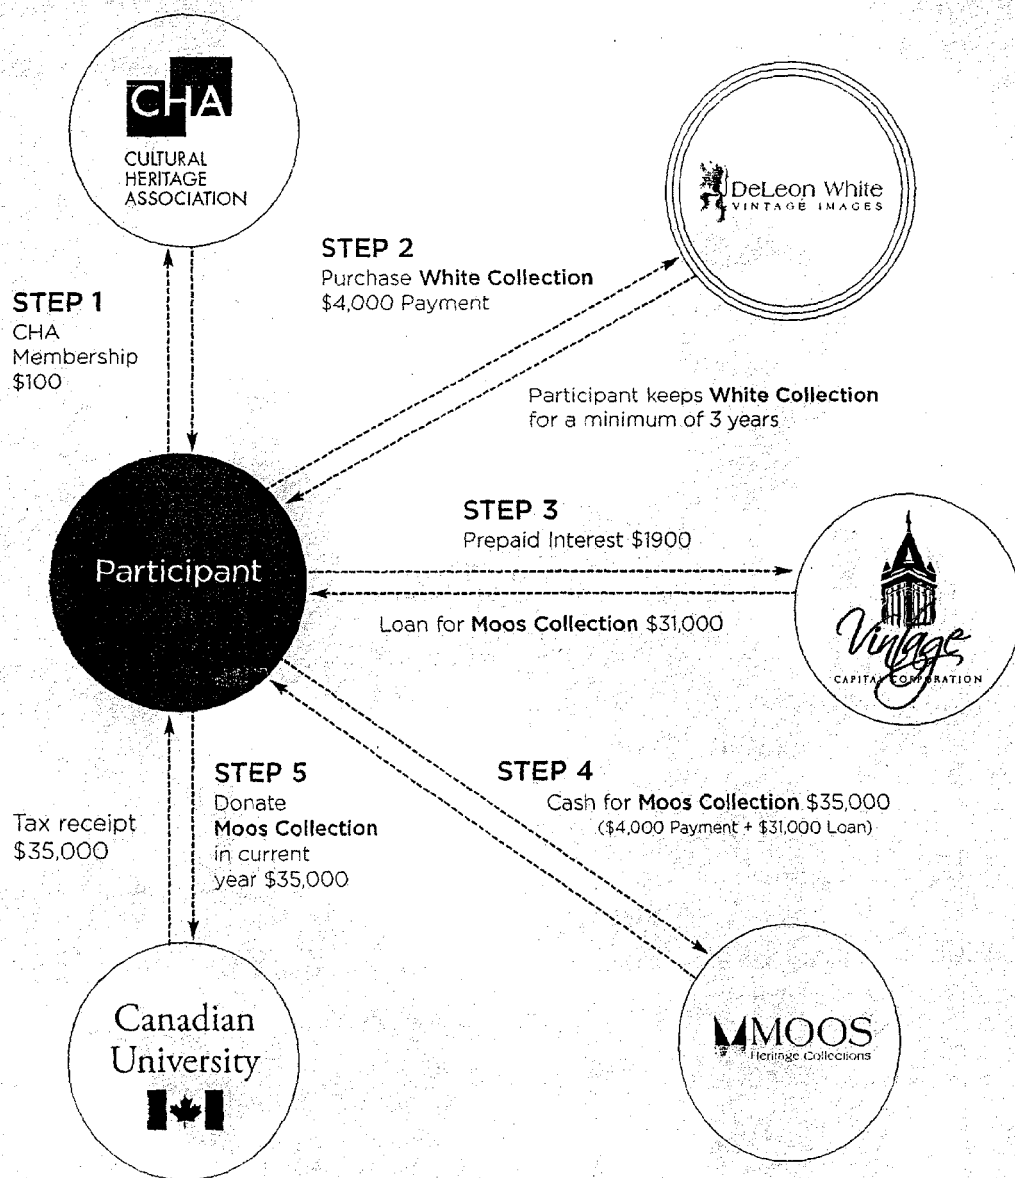 CHA
CULTURAL
HERITAGE
ASSOCIATION
DeLeon White
VINTAGE IMAGES
STEP 1
CHA
Membership
$100
STEP 2
Purchase White Collection
$4,000 Payment
Participant keeps White Collection
for a minimum of 3 years
Participant
STEP 3
Prepaid Interest $1900
Loan for Moos Collection $31,000
Vintage
CAPITAL CORPORATION
STEP 4
Cash for Moos Collection $35,000
($4,000 Payment + $31,000 Loan)
STEP 5
Donate
Moos Collection
in current
year $35,000
Tax receipt
$35,000
Canadian
University
MOOS
Heritage Collections